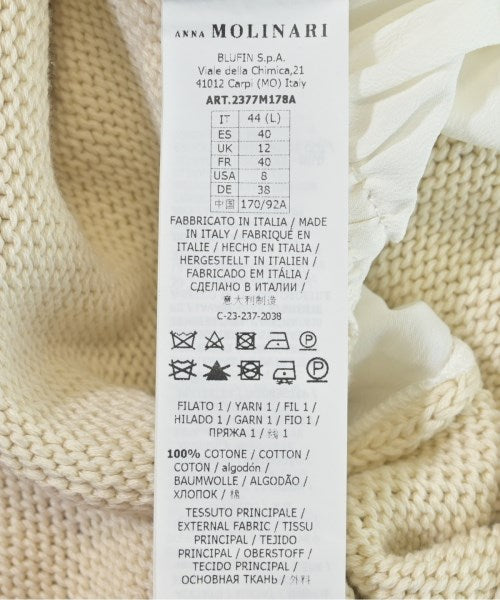 ANNA MOLINARI
BLUFIN S.p.A.
Viale della Chimica,21
41012 Carpi (MO) Italy
ART.2377M178A
IT 44 (L)
ES 40
UK 12
FR 40
USA 8
DE 38
中国 170/92A
FABBRICATO IN ITALIA / MADE
IN ITALY / FABRIQUÉ EN
ITALIE / HECHO EN ITALIA /
HERGESTELLT IN ITALIEN /
FABRICADO EM ITÁLIA /
СДЕЛАНО В ИТАЛИИ /
意大利制造
C-23-237-2038
FILATO 1 / YARN 1 / FIL 1 /
HILADO 1 / GARN 1 / FIO 1 /
ПРЯЖА 1 / 线 1
100% COTONE / COTTON /
COTON / algodón /
BAUMWOLLE / ALGODÃO /
ХЛОПОК / 棉
TESSUTO PRINCIPALE /
EXTERNAL FABRIC / TISSU
PRINCIPAL / TEJIDO
PRINCIPAL / OBERSTOFF /
TECIDO PRINCIPAL /
ОСНОВНАЯ ТКАНЬ / 外料